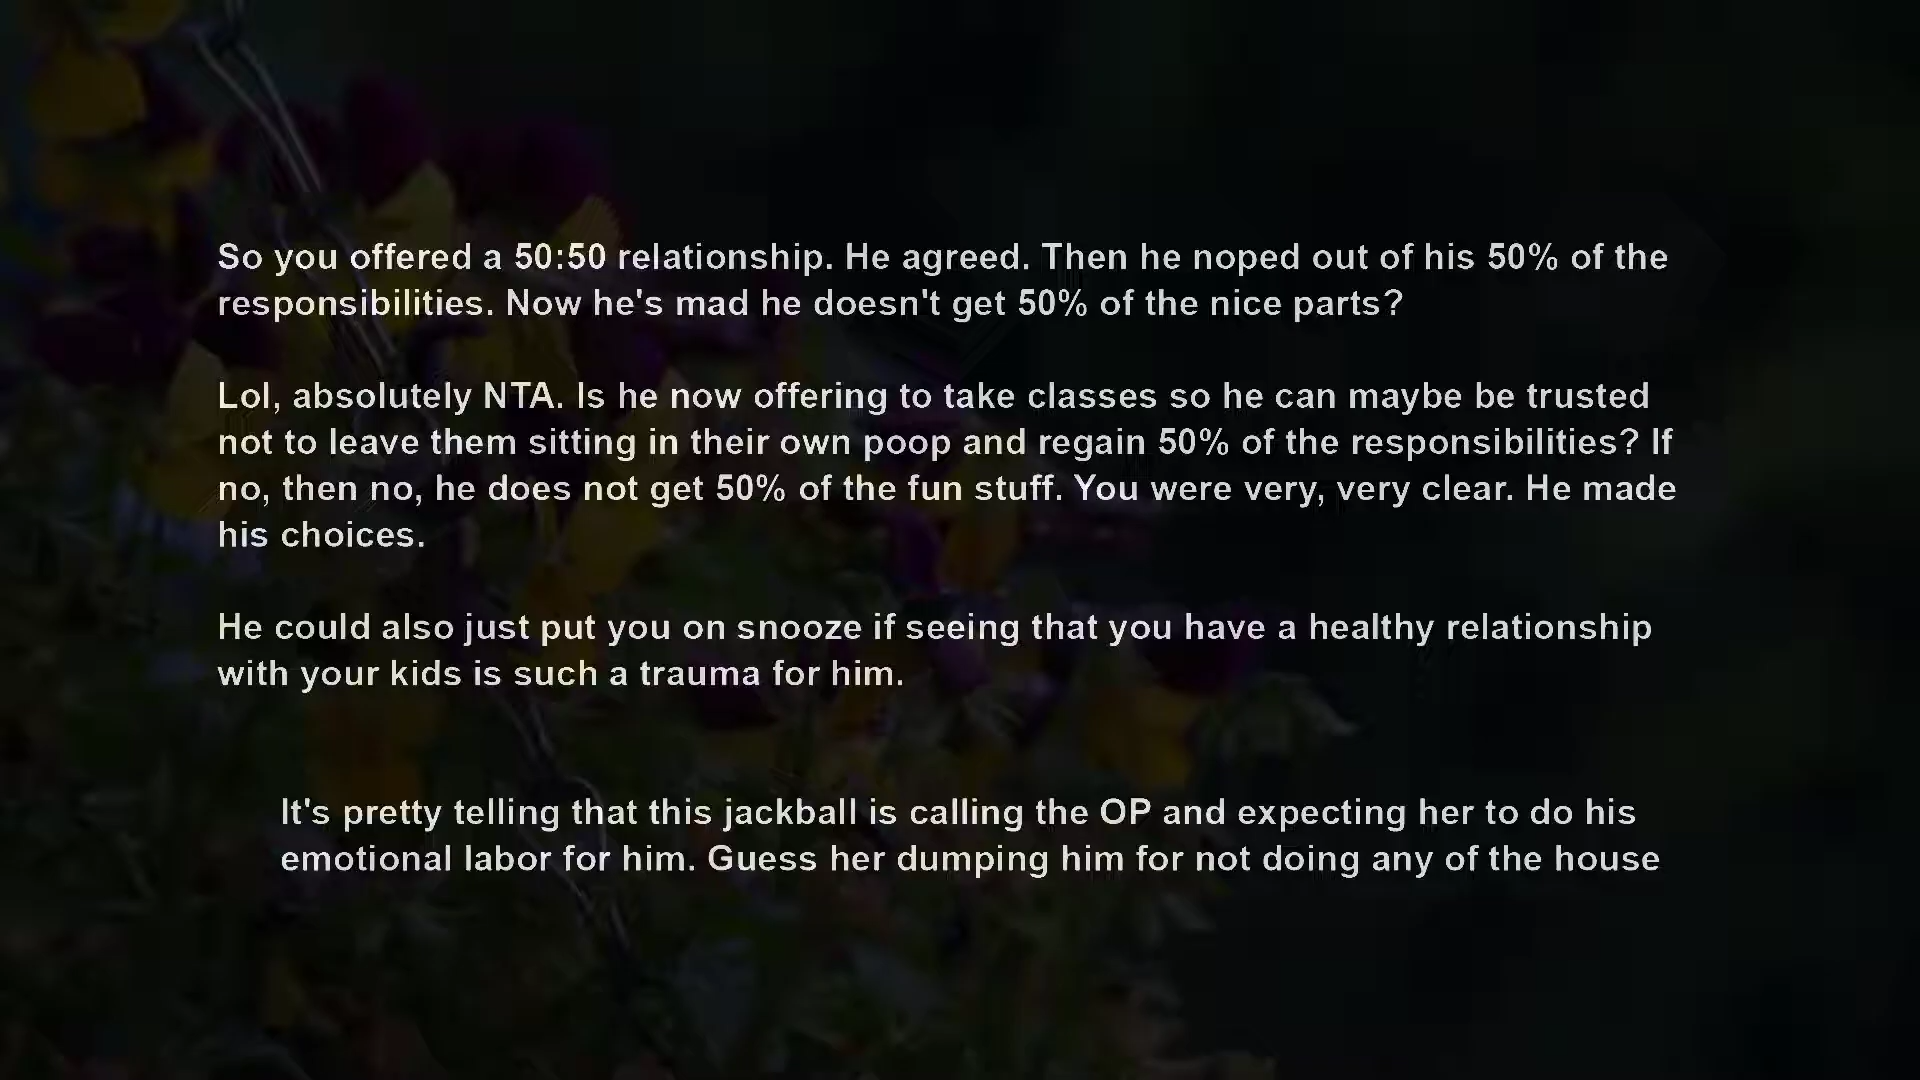 So you offered a 50:50 relationship. He agreed. Then he noped out of his 50% of the
responsibilities. Now he's mad he doesn't get 50% of the nice parts?
Lol, absolutely NTA. Is he now offering to take classes so he can maybe be trusted
not to leave them sitting in their own poop and regain 50% of the responsibilities? If
no, then no, he does not get 50% of the fun stuff. You were very, very clear. He made
his choices.
He could also just put you on snooze if seeing that you have a healthy relationship
with your kids is such a trauma for him.
It's pretty telling that this jackball is calling the OP and expecting her to do his
emotional labor for him. Guess her dumping him for not doing any of the house